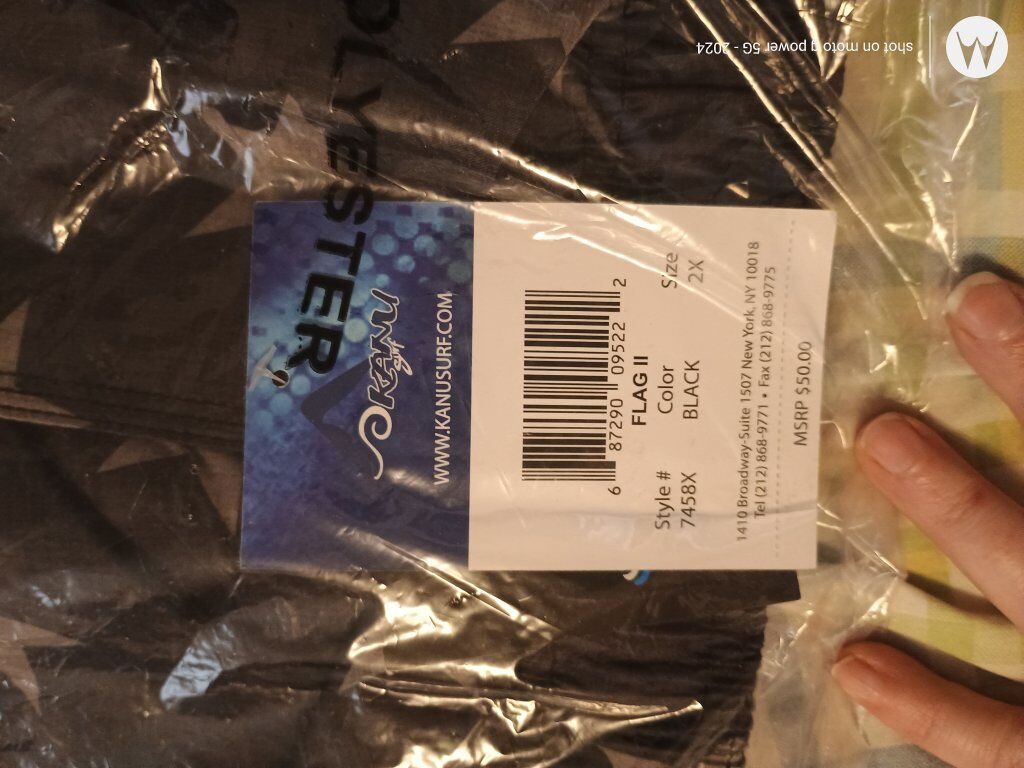 POLYESTER
KANU
Surf
WWW.KANUSURF.COM
6 87290 09522 2
FLAG II
Style # Color Size
7458X BLACK 2X
1410 Broadway-Suite 1507 New York, NY 10018
Tel (212) 868-9771 • Fax (212) 868-9775
MSRP $50.00
shot on moto g power 5G - 2024